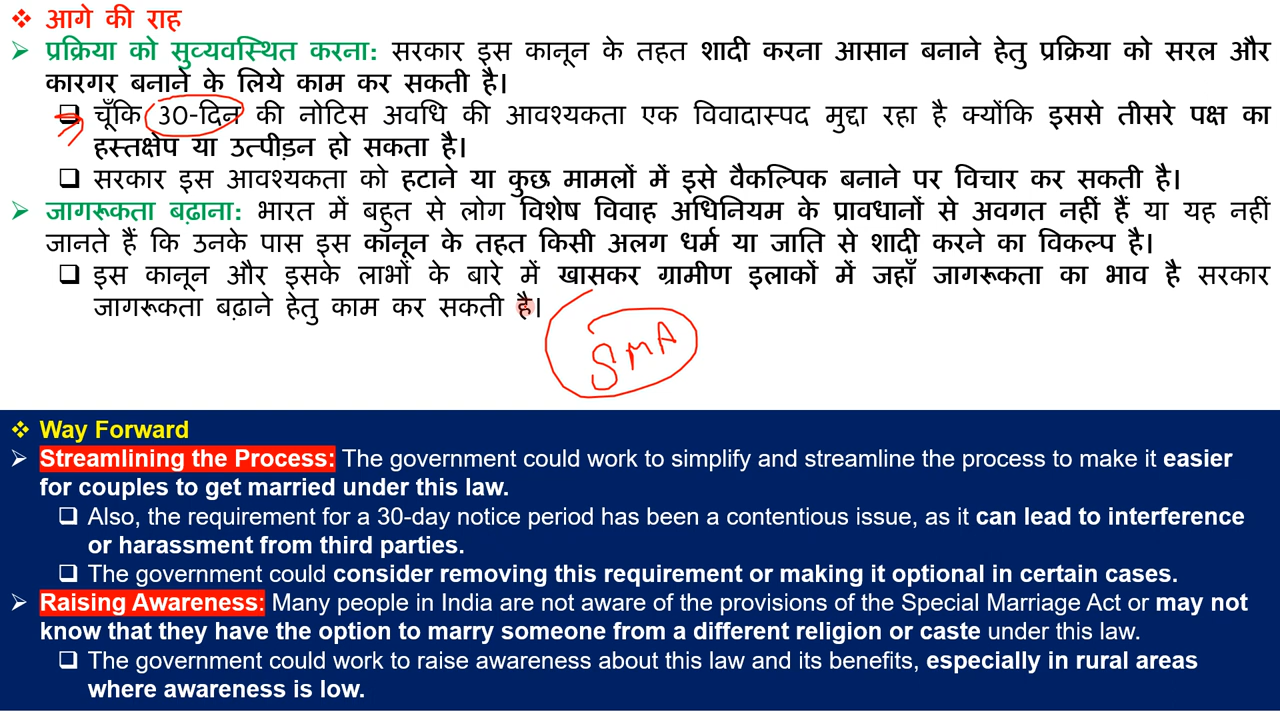 ❖ आगे की राह
➢ प्रक्रिया को सुव्यवस्थित करना: सरकार इस कानून के तहत शादी करना आसान बनाने हेतु प्रक्रिया को सरल और
कारगर बनाने के लिये काम कर सकती है।
❑ चूँकि 30-दिन की नोटिस अवधि की आवश्यकता एक विवादास्पद मुद्दा रहा है क्योंकि इससे तीसरे पक्ष का
हस्तक्षेप या उत्पीड़न हो सकता है।
❑ सरकार इस आवश्यकता को हटाने या कुछ मामलों में इसे वैकल्पिक बनाने पर विचार कर सकती है।
➢ जागरूकता बढ़ाना: भारत में बहुत से लोग विशेष विवाह अधिनियम के प्रावधानों से अवगत नहीं हैं या यह नहीं
जानते हैं कि उनके पास इस कानून के तहत किसी अलग धर्म या जाति से शादी करने का विकल्प है।
❑ इस कानून और इसके लाभों के बारे में खासकर ग्रामीण इलाकों में जहाँ जागरूकता का भाव है सरकार
जागरूकता बढ़ाने हेतु काम कर सकती है।
SMA
❖ Way Forward
➢ Streamlining the Process: The government could work to simplify and streamline the process to make it easier
for couples to get married under this law.
❑ Also, the requirement for a 30-day notice period has been a contentious issue, as it can lead to interference
or harassment from third parties.
❑ The government could consider removing this requirement or making it optional in certain cases.
➢ Raising Awareness: Many people in India are not aware of the provisions of the Special Marriage Act or may not
know that they have the option to marry someone from a different religion or caste under this law.
❑ The government could work to raise awareness about this law and its benefits, especially in rural areas
where awareness is low.